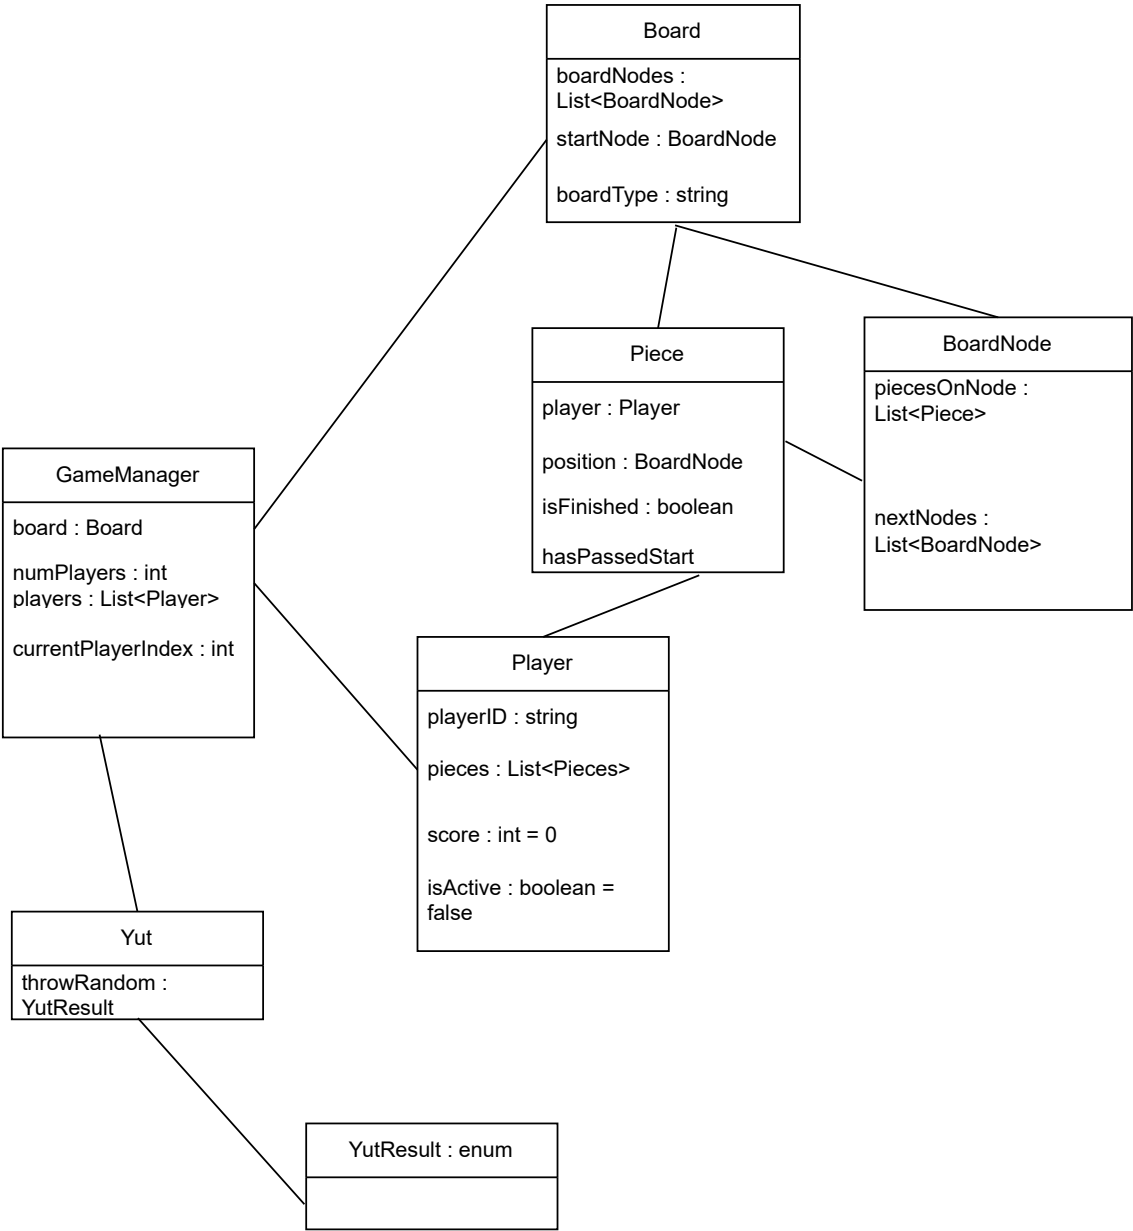 Board
boardNodes :
List<BoardNode>
startNode : BoardNode
boardType : string
Piece
player : Player
position : BoardNode
isFinished : boolean
hasPassedStart
BoardNode
piecesOnNode :
List<Piece>
nextNodes :
List<BoardNode>
GameManager
board : Board
numPlayers : int
players : List<Player>
currentPlayerIndex : int
Player
playerID : string
pieces : List<Pieces>
score : int = 0
isActive : boolean =
false
Yut
throwRandom :
YutResult
YutResult : enum